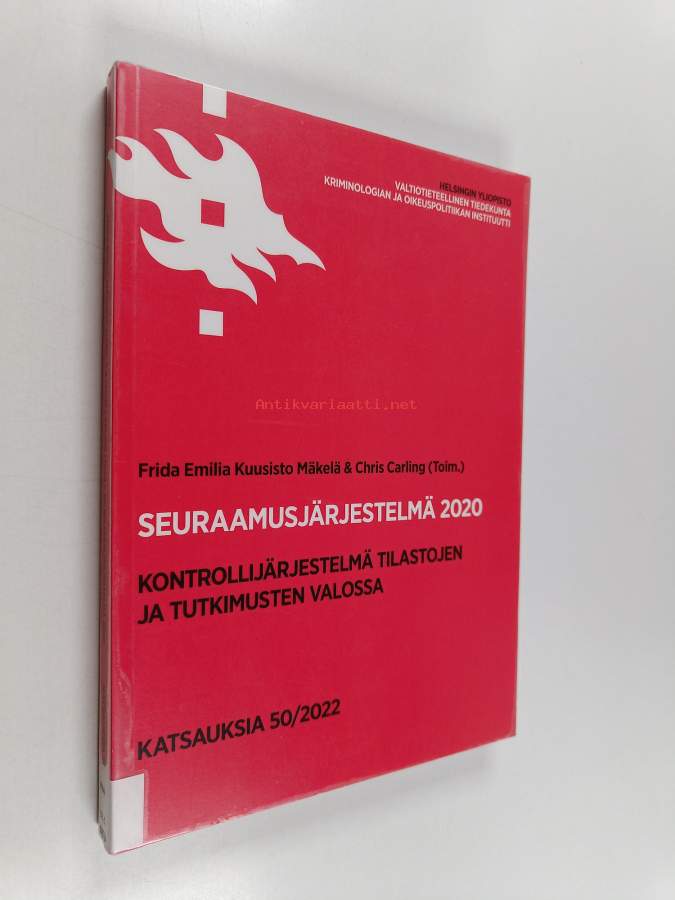 HELSINGIN YLIOPISTO
VALTIOTIETEELLINEN TIEDEKUNTA
KRIMINOLOGIAN JA OIKEUSPOLITIIKAN INSTITUUTTI
Antikvariaatti.net
Frida Emilia Kuusisto Mäkelä & Chris Carling (Toim.)
SEURAAMUSJÄRJESTELMÄ 2020
KONTROLLIJÄRJESTELMÄ TILASTOJEN
JA TUTKIMUSTEN VALOSSA
KATSAUKSIA 50/2022